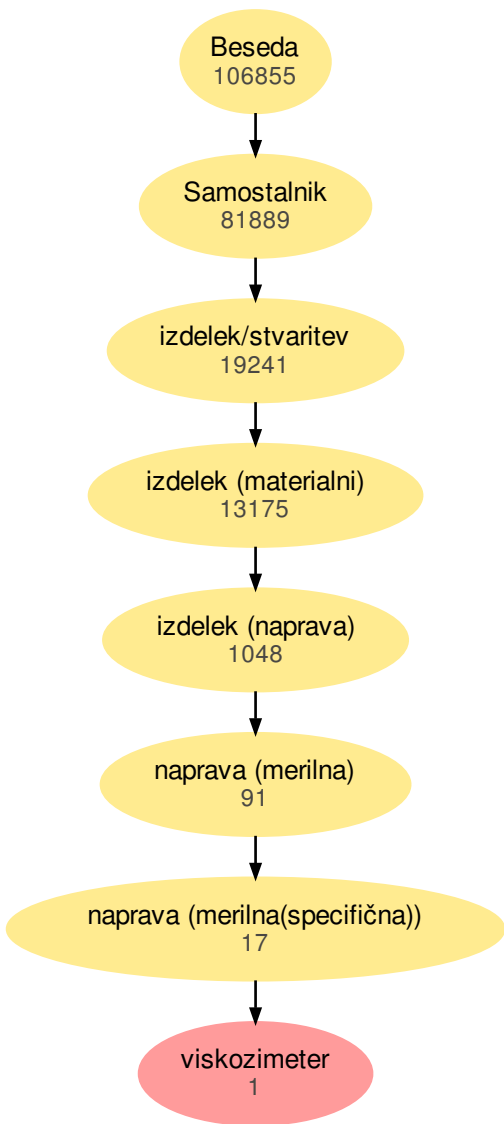 Beseda
106855
Samostalnik
81889
izdelek/stvaritev
19241
izdelek (materialni)
13175
izdelek (naprava)
1048
naprava (merilna)
91
naprava (merilna(specifična))
17
viskozimeter
1